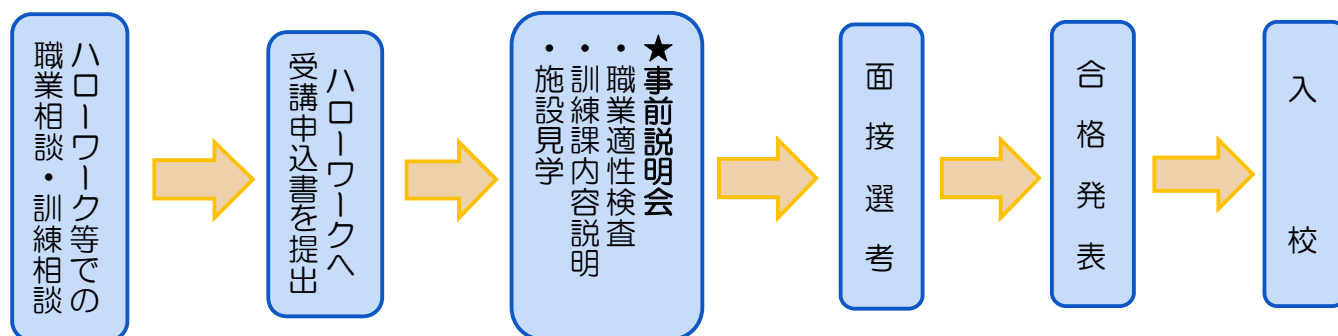 ハローワーク等での
職業相談・訓練相談
ハローワークへ
受講申込書を提出
★事前説明会
・職業適性検査
・訓練課内容説明
・施設見学
面接選考
合格発表
入校